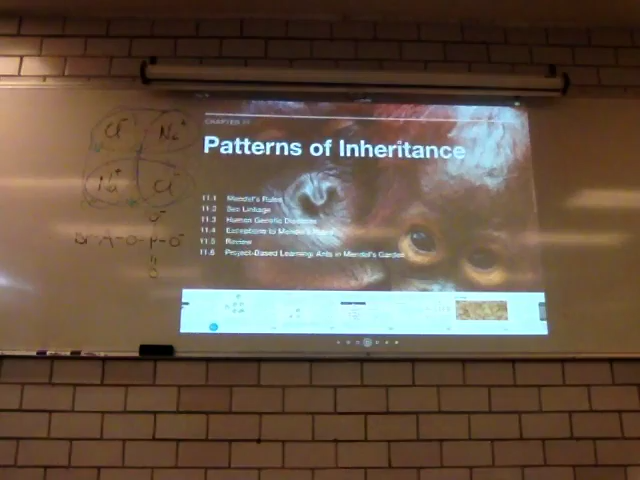 CHAPTER 11
Patterns of Inheritance
11.1 Mendel's Rules
11.2 Sex Linkage
11.3 Human Genetic Diseases
11.4 Exceptions to Mendel's Rules
11.5 Review
11.6 Project-Based Learning: Ants in Mendel's Garden
Cl⁻ Na⁺
Na⁺ Cl⁻
O⁻
A-O-P-O⁻
O